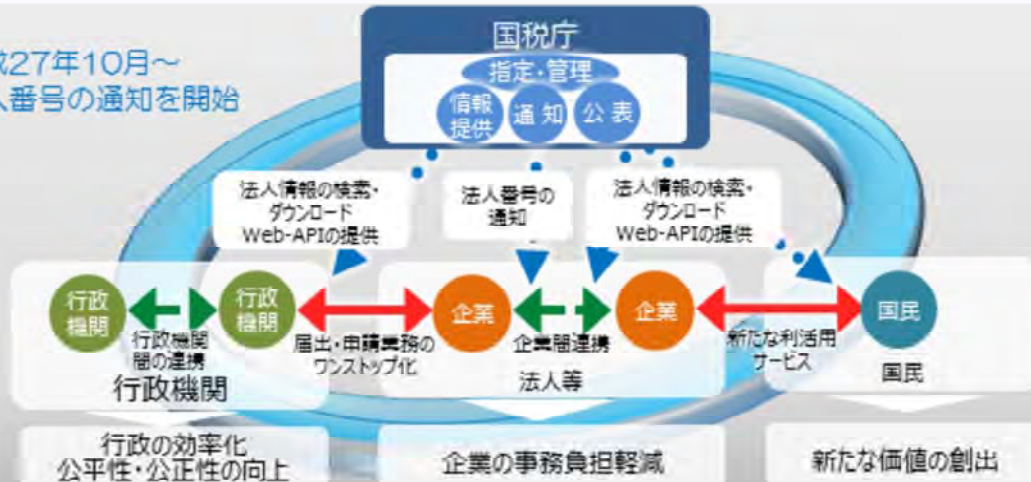 成27年10月～
人番号の通知を開始
国税庁
指定・管理
情報
提供
通知
公表
法人情報の検索・
ダウンロード
Web-APIの提供
法人番号の
通知
法人情報の検索・
ダウンロード
Web-APIの提供
行政
機関
行政
機関
企業
企業
国民
行政機関
間の連携
届出・申請業務の
ワンストップ化
企業間連携
新たな利活用
サービス
行政機関
法人等
国民
行政の効率化
公平性・公正性の向上
企業の事務負担軽減
新たな価値の創出